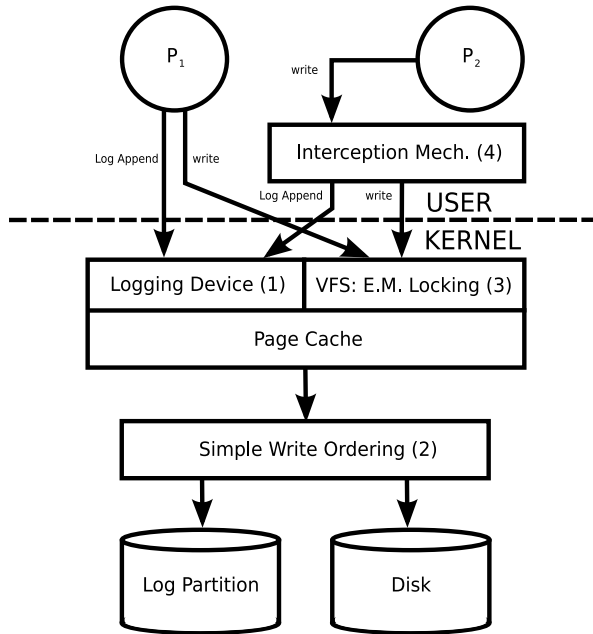 P1
P2
write
Interception Mech. (4)
Log Append
write
Log Append
write
USER
KERNEL
Logging Device (1)
VFS: E.M. Locking (3)
Page Cache
Simple Write Ordering (2)
Log Partition
Disk